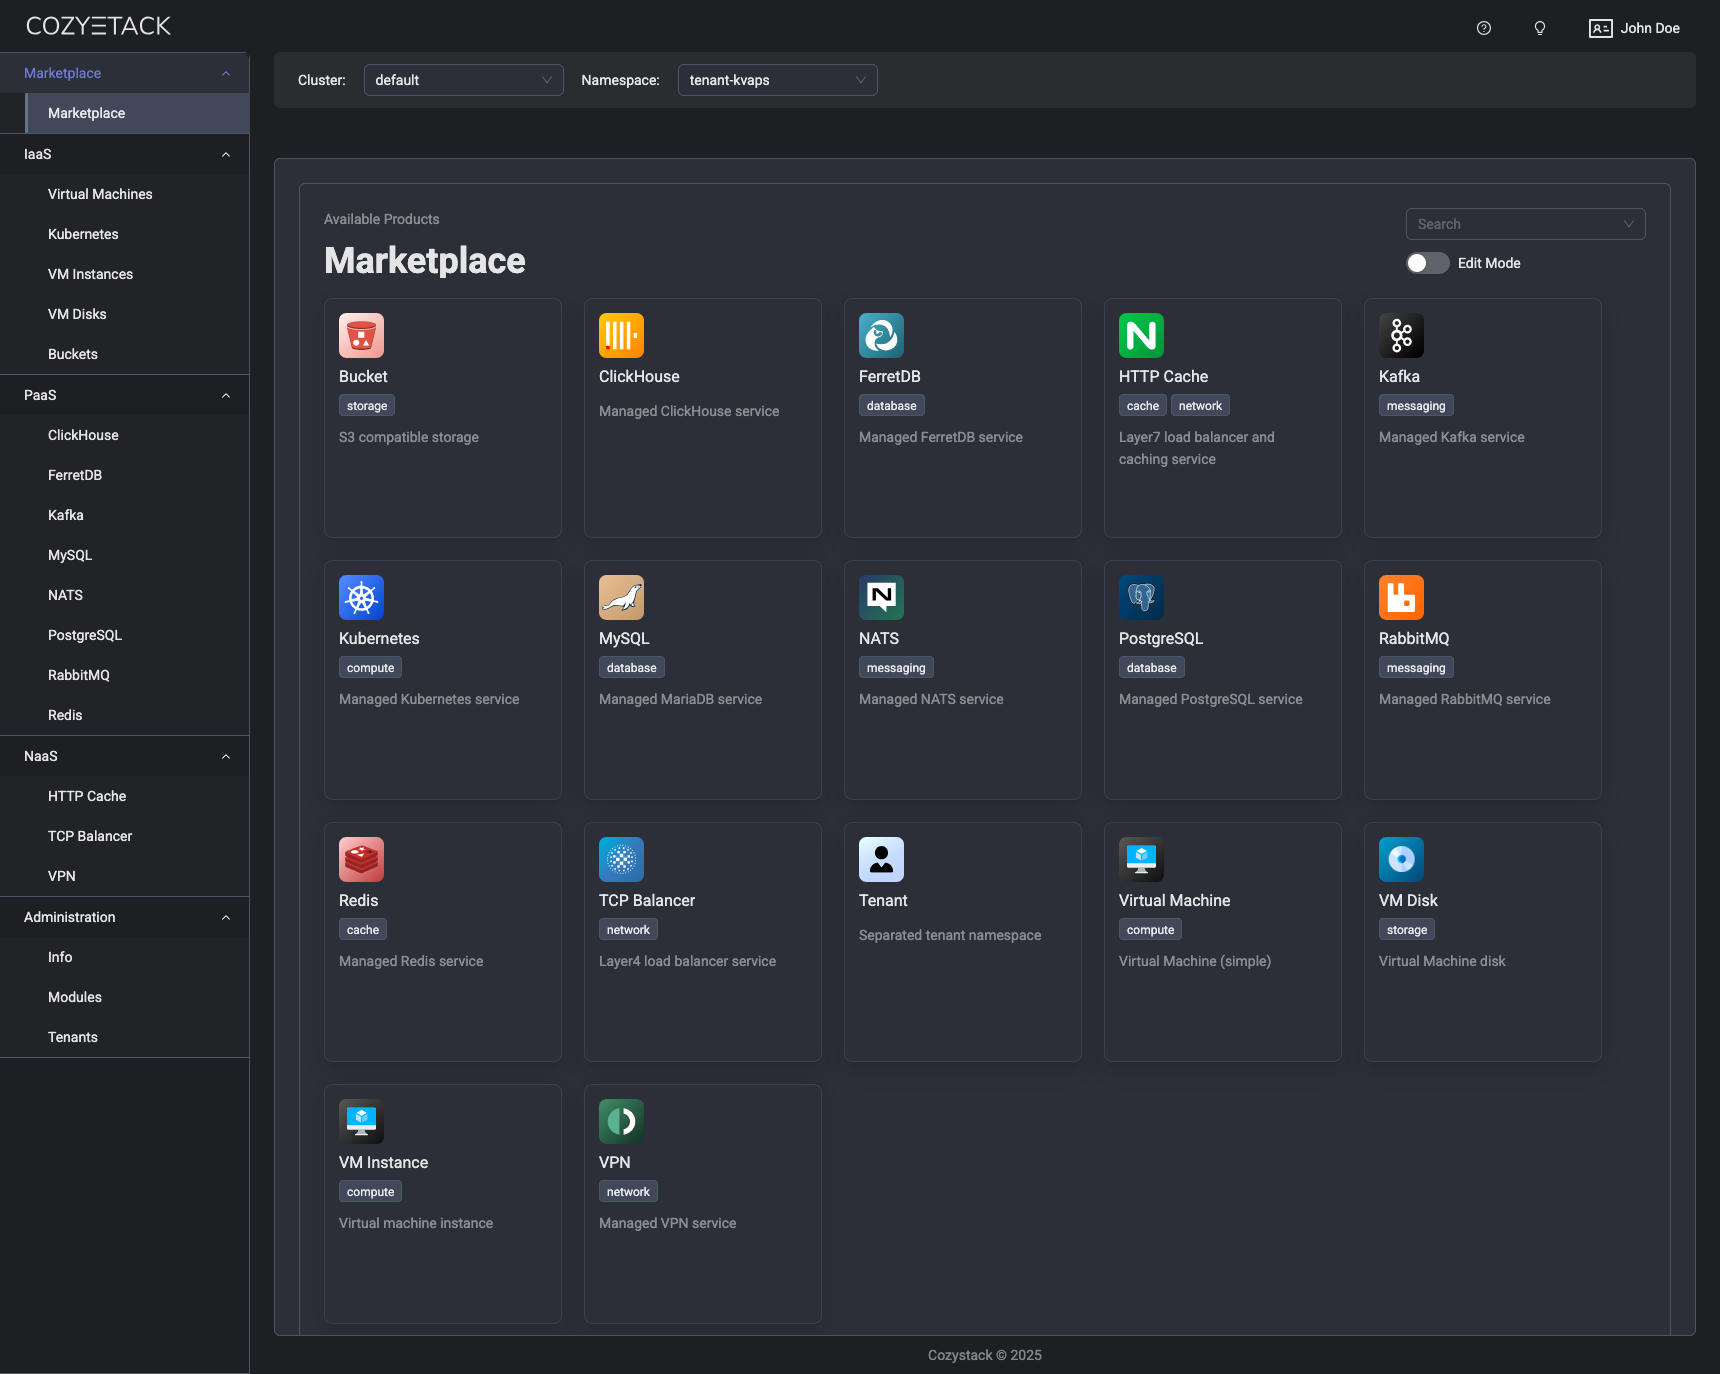 COZYSTACK
John Doe
Marketplace
Marketplace
IaaS
Virtual Machines
Kubernetes
VM Instances
VM Disks
Buckets
PaaS
ClickHouse
FerretDB
Kafka
MySQL
NATS
PostgreSQL
RabbitMQ
Redis
NaaS
HTTP Cache
TCP Balancer
VPN
Administration
Info
Modules
Tenants
Cluster: default Namespace: tenant-kvaps
Available Products
Marketplace
Search
Edit Mode
Bucket
storage
S3 compatible storage
ClickHouse
Managed ClickHouse service
FerretDB
database
Managed FerretDB service
HTTP Cache
cache network
Layer7 load balancer and
caching service
Kafka
messaging
Managed Kafka service
Kubernetes
compute
Managed Kubernetes service
MySQL
database
Managed MariaDB service
NATS
messaging
Managed NATS service
PostgreSQL
database
Managed PostgreSQL service
RabbitMQ
messaging
Managed RabbitMQ service
Redis
cache
Managed Redis service
TCP Balancer
network
Layer4 load balancer service
Tenant
Separated tenant namespace
Virtual Machine
compute
Virtual Machine (simple)
VM Disk
storage
Virtual Machine disk
VM Instance
compute
Virtual machine instance
VPN
network
Managed VPN service
Cozystack © 2025